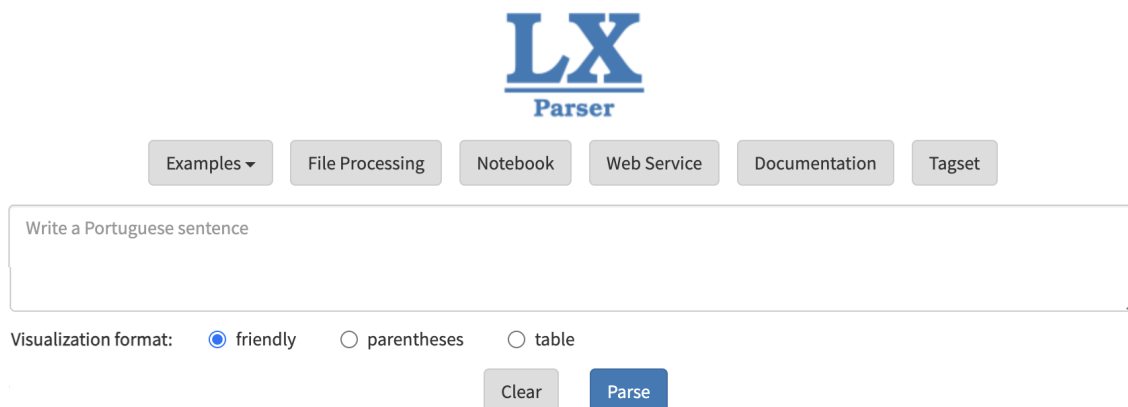 LX
Parser
Examples File Processing Notebook Web Service Documentation Tagset
Write a Portuguese sentence
Visualization format: friendly parentheses table
Clear Parse